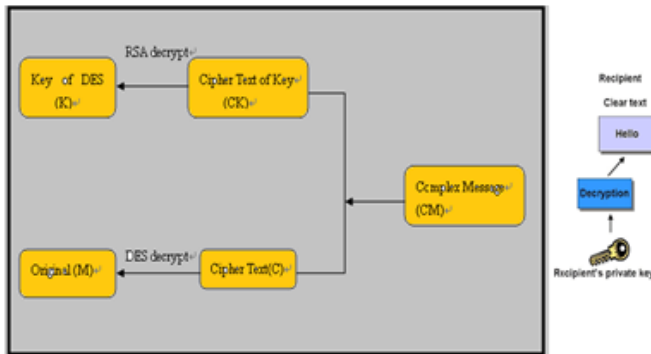 RSA decrypt
Key of DES
(K)
Cipher Text of Key
(CK)
Complex Message
(CM)
DES decrypt
Original (M)
Cipher Text(C)
Recipient
Clear text
Hello
Decryption
Recipient's private key